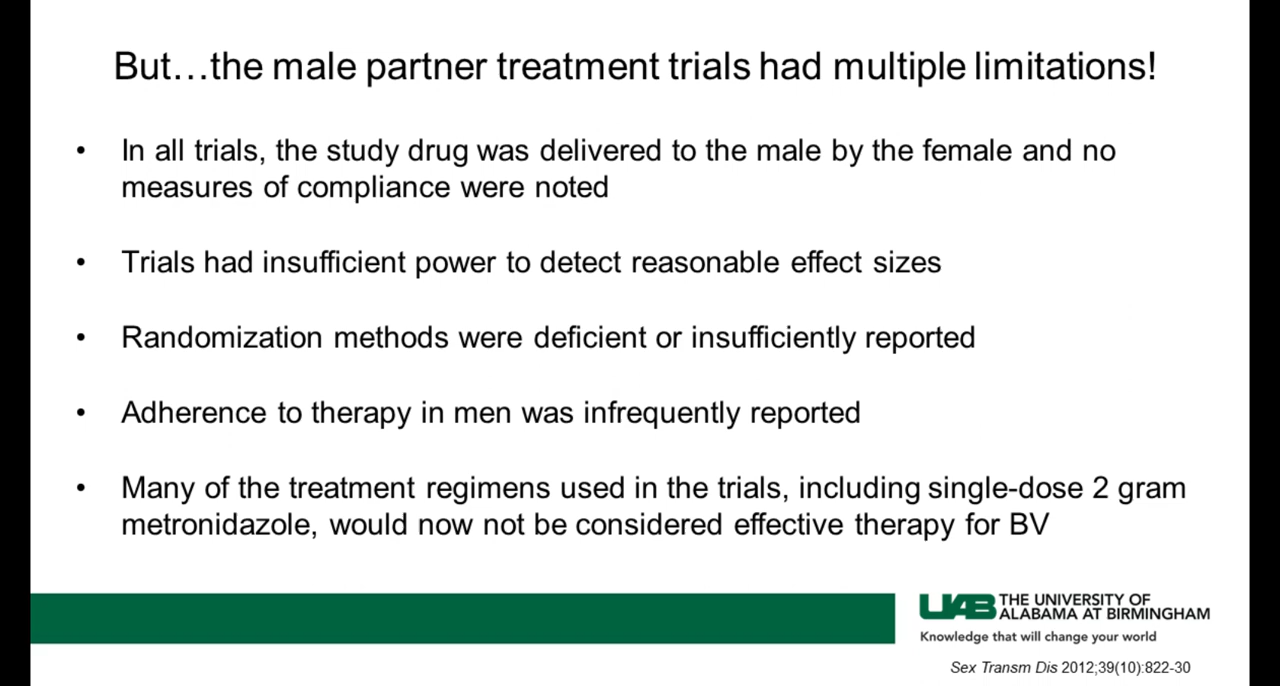 But…the male partner treatment trials had multiple limitations!
• In all trials, the study drug was delivered to the male by the female and no
measures of compliance were noted
• Trials had insufficient power to detect reasonable effect sizes
• Randomization methods were deficient or insufficiently reported
• Adherence to therapy in men was infrequently reported
• Many of the treatment regimens used in the trials, including single-dose 2 gram
metronidazole, would now not be considered effective therapy for BV
UAB THE UNIVERSITY OF
ALABAMA AT BIRMINGHAM
Knowledge that will change your world
Sex Transm Dis 2012;39(10):822-30